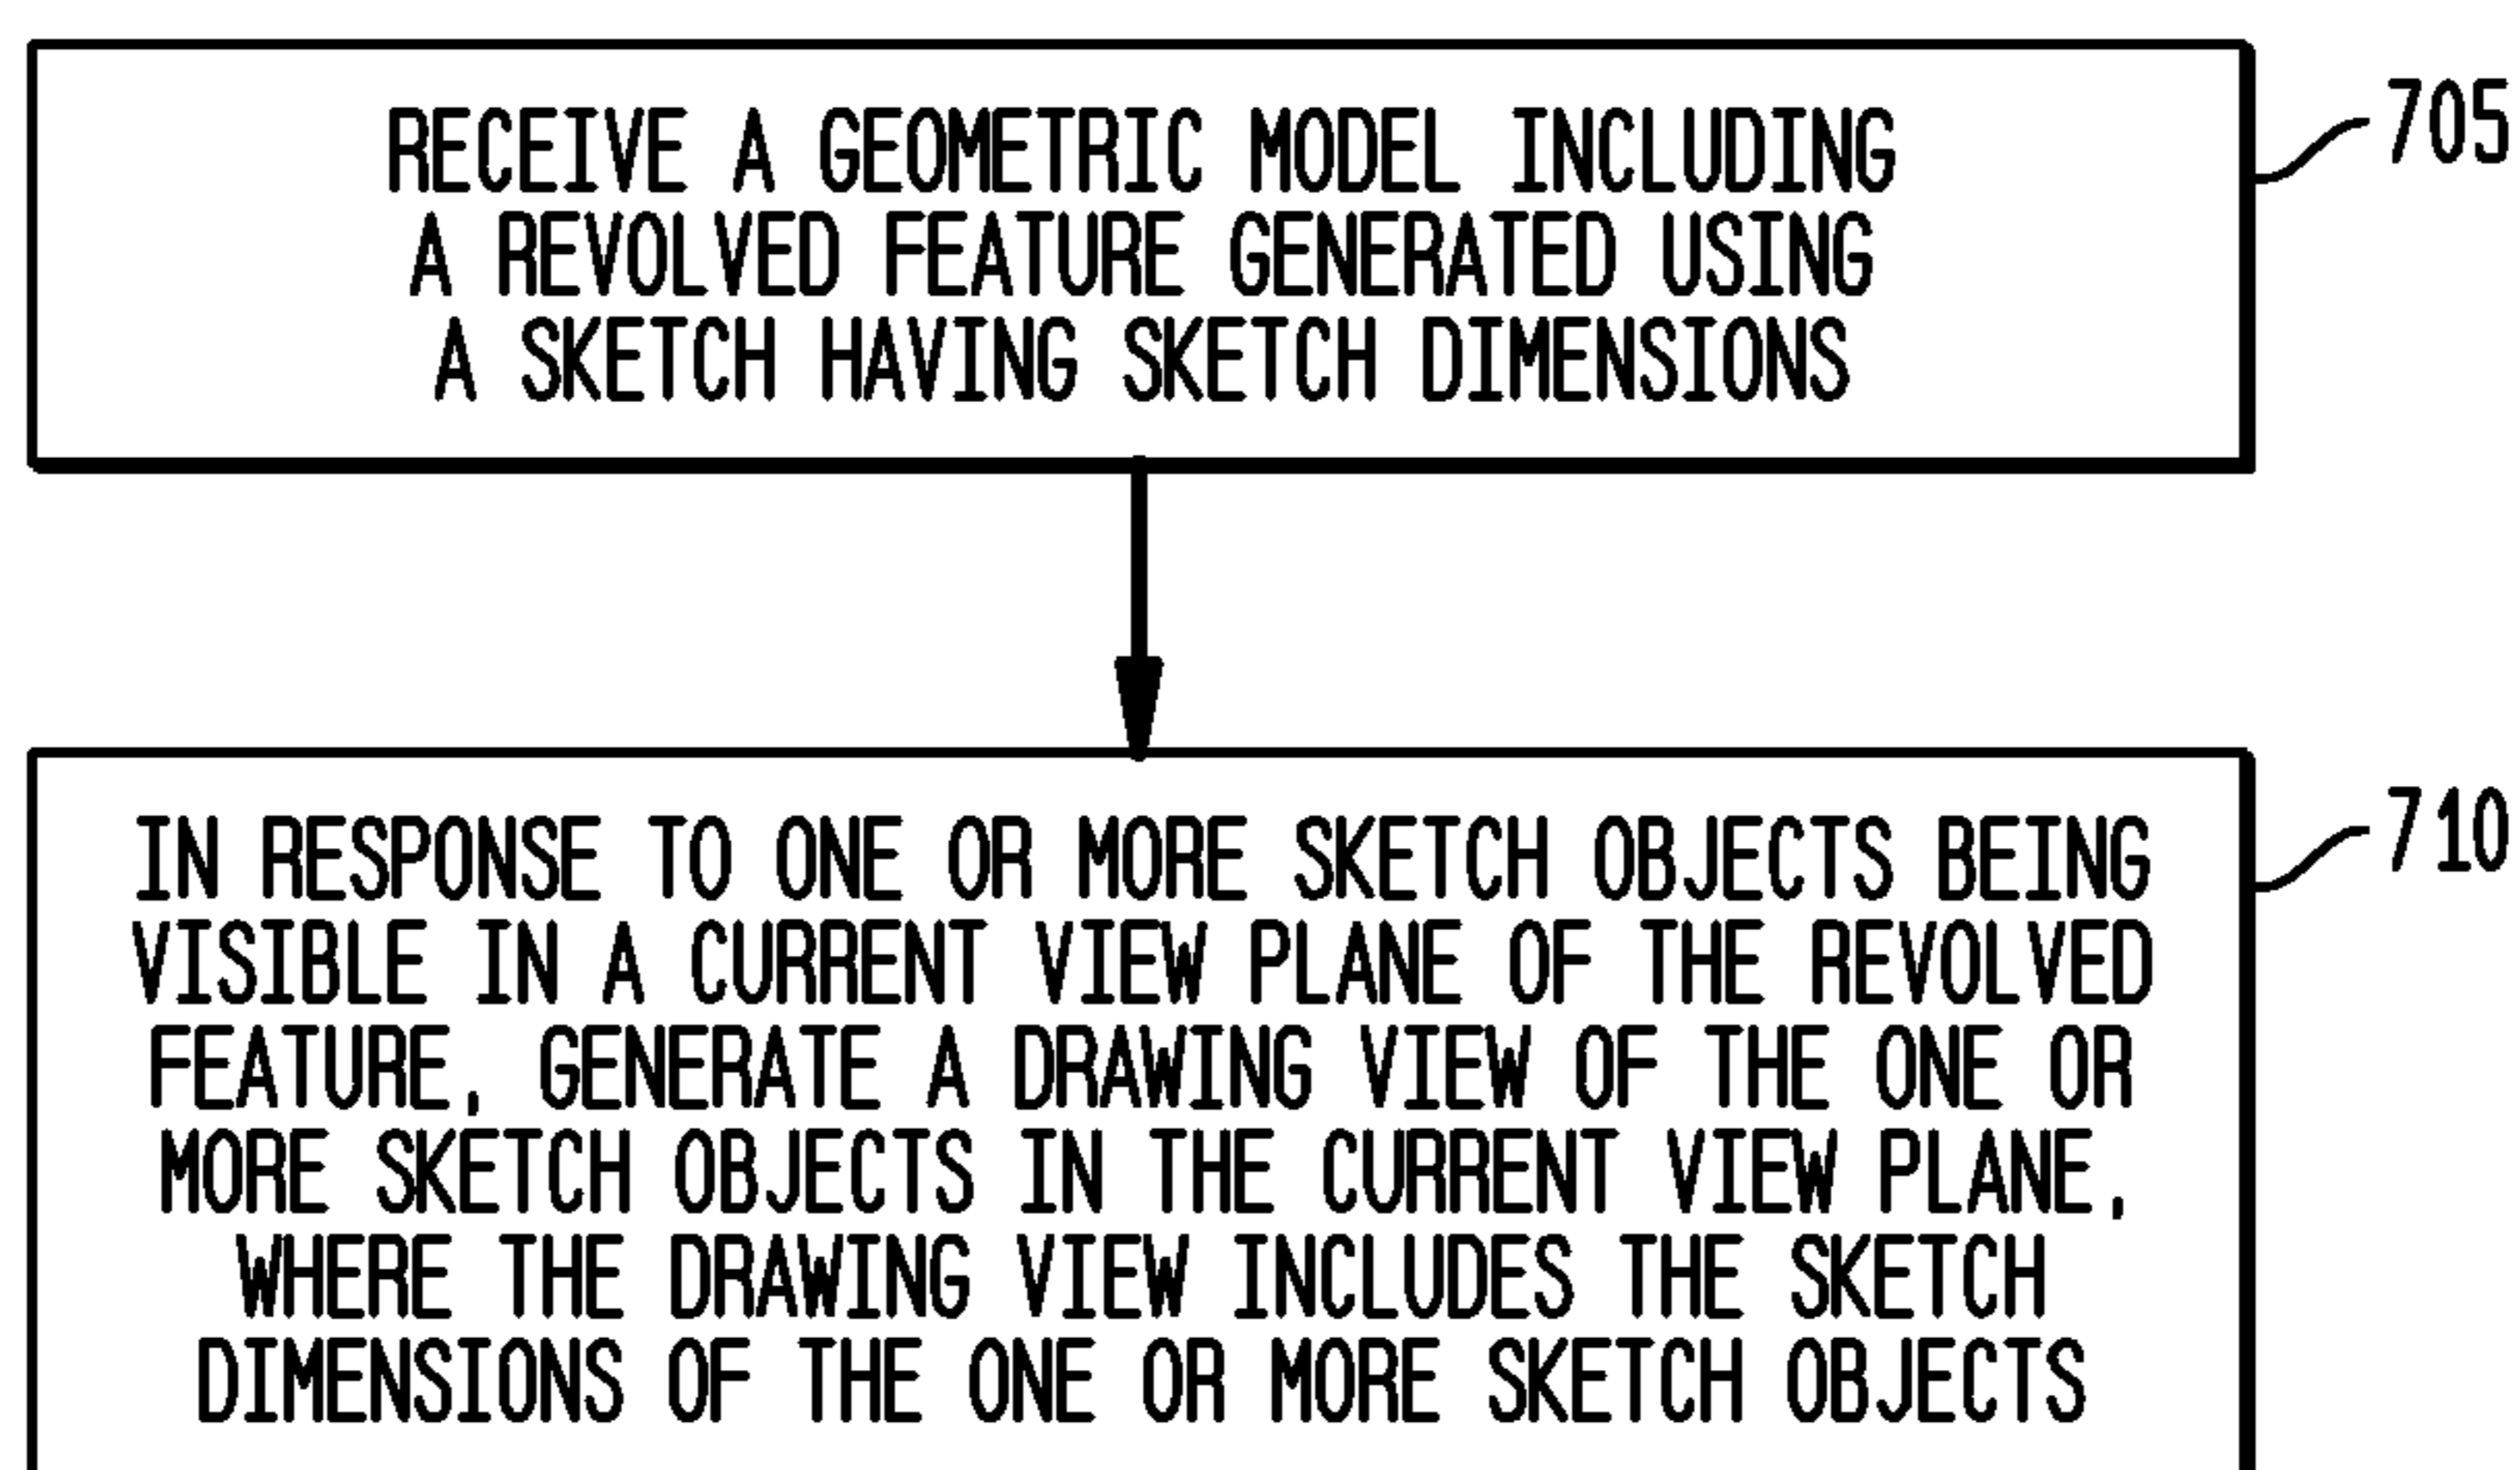 RECEIVE A GEOMETRIC MODEL INCLUDING
A REVOLVED FEATURE GENERATED USING
A SKETCH HAVING SKETCH DIMENSIONS
705
IN RESPONSE TO ONE OR MORE SKETCH OBJECTS BEING
VISIBLE IN A CURRENT VIEW PLANE OF THE REVOLVED
FEATURE, GENERATE A DRAWING VIEW OF THE ONE OR
MORE SKETCH OBJECTS IN THE CURRENT VIEW PLANE,
WHERE THE DRAWING VIEW INCLUDES THE SKETCH
DIMENSIONS OF THE ONE OR MORE SKETCH OBJECTS
710